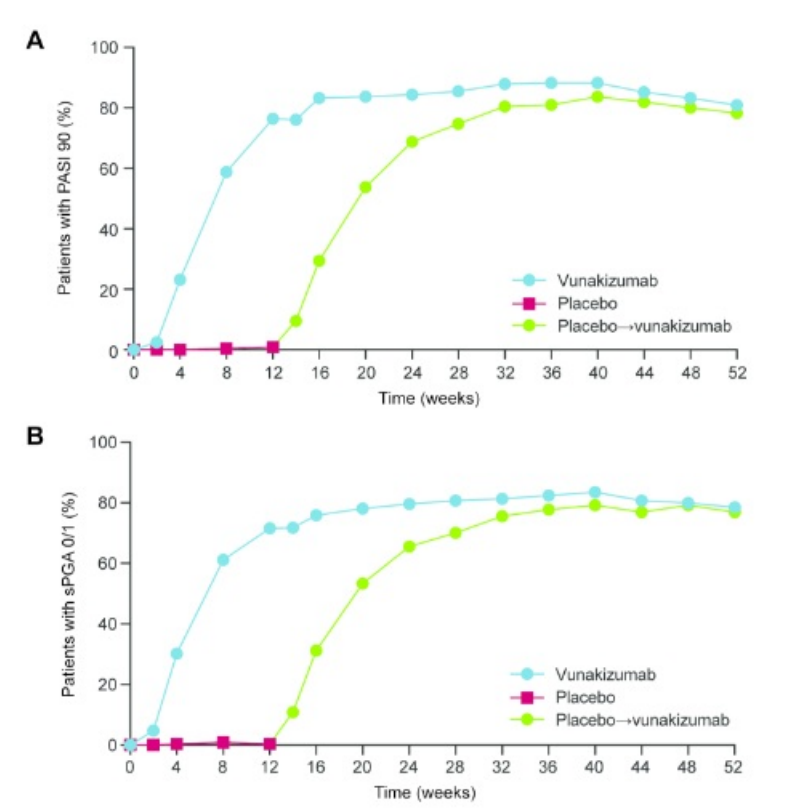 A
Patients with PASI 90 (%)
100
80
60
40
20
0
Vunakizumab
Placebo
Placebo→vunakizumab
0 4 8 12 16 20 24 28 32 36 40 44 48 52
Time (weeks)
B
Patients with sPGA 0/1 (%)
100
80
60
40
20
0
Vunakizumab
Placebo
Placebo→vunakizumab
0 4 8 12 16 20 24 28 32 36 40 44 48 52
Time (weeks)